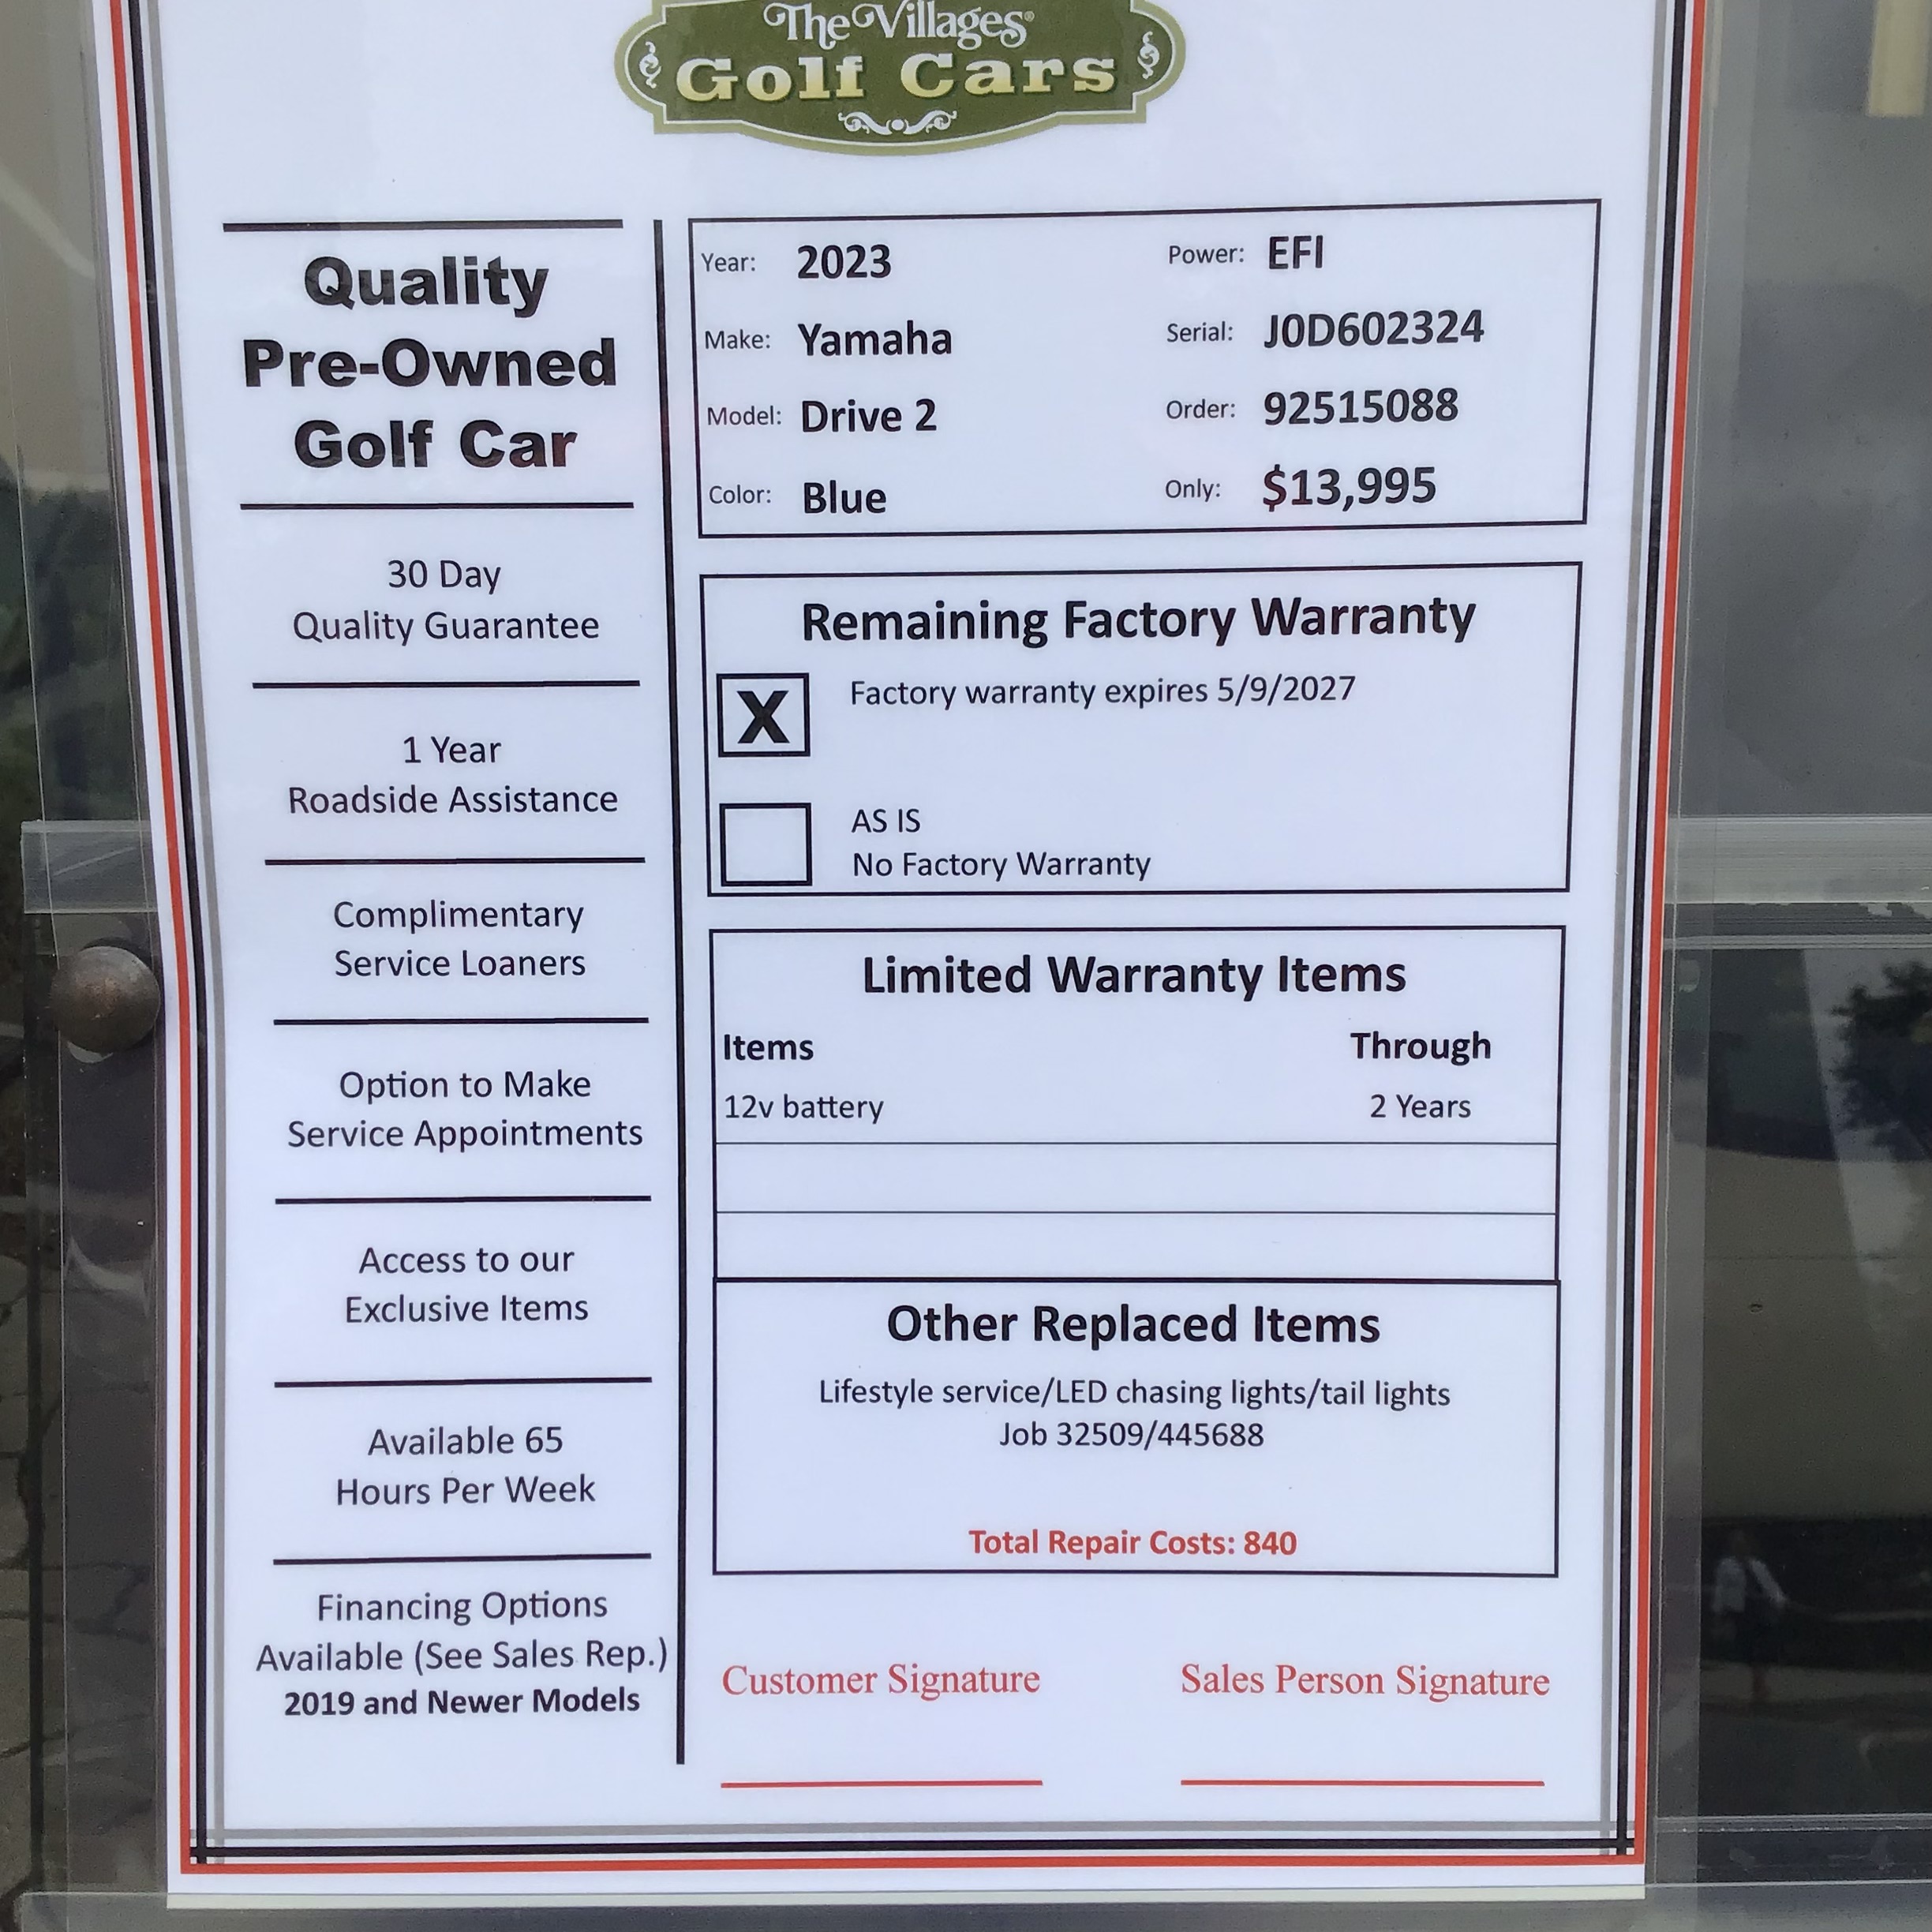 The Villages®
Golf Cars
Quality
Pre-Owned
Golf Car
30 Day
Quality Guarantee
1 Year
Roadside Assistance
Complimentary
Service Loaners
Option to Make
Service Appointments
Access to our
Exclusive Items
Available 65
Hours Per Week
Financing Options
Available (See Sales Rep.)
2019 and Newer Models
Year: 2023 Power: EFI
Make: Yamaha Serial: J0D602324
Model: Drive 2 Order: 92515088
Color: Blue Only: $13,995
Remaining Factory Warranty
X Factory warranty expires 5/9/2027
AS IS
No Factory Warranty
Limited Warranty Items
Items Through
12v battery 2 Years
Other Replaced Items
Lifestyle service/LED chasing lights/tail lights
Job 32509/445688
Total Repair Costs: 840
Customer Signature Sales Person Signature